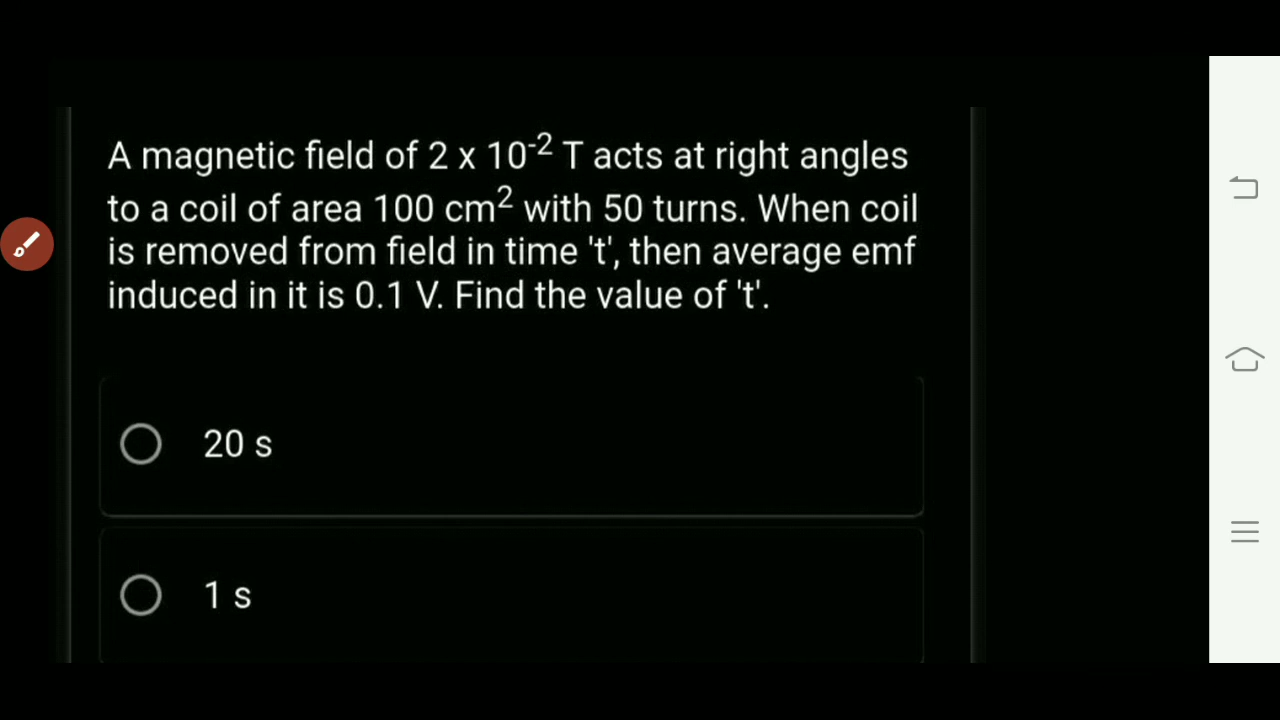 A magnetic field of 2 x 10⁻² T acts at right angles
to a coil of area 100 cm² with 50 turns. When coil
is removed from field in time 't', then average emf
induced in it is 0.1 V. Find the value of 't'.
20 s
1 s